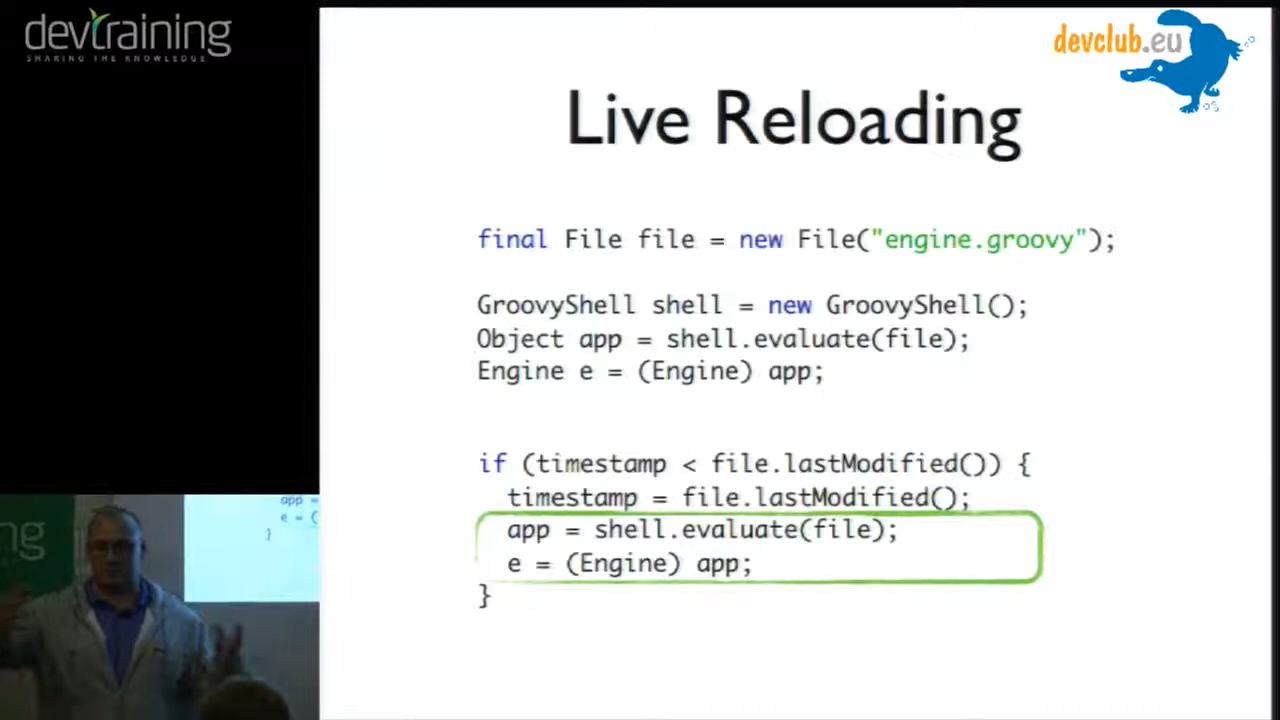 devtraining
SHARING THE KNOWLEDGE
devclub.eu
Live Reloading
final File file = new File("engine.groovy");
GroovyShell shell = new GroovyShell();
Object app = shell.evaluate(file);
Engine e = (Engine) app;
if (timestamp < file.lastModified()) {
timestamp = file.lastModified();
app = shell.evaluate(file);
e = (Engine) app;
}
app =
e = (
}
ng